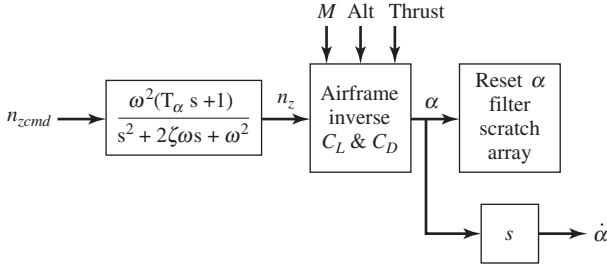 M Alt Thrust
n_zcmd
ω²(T_α s +1)
s² + 2ζωs + ω²
n_z
Airframe
inverse
C_L & C_D
α
Reset α
filter
scratch
array
s
α̇